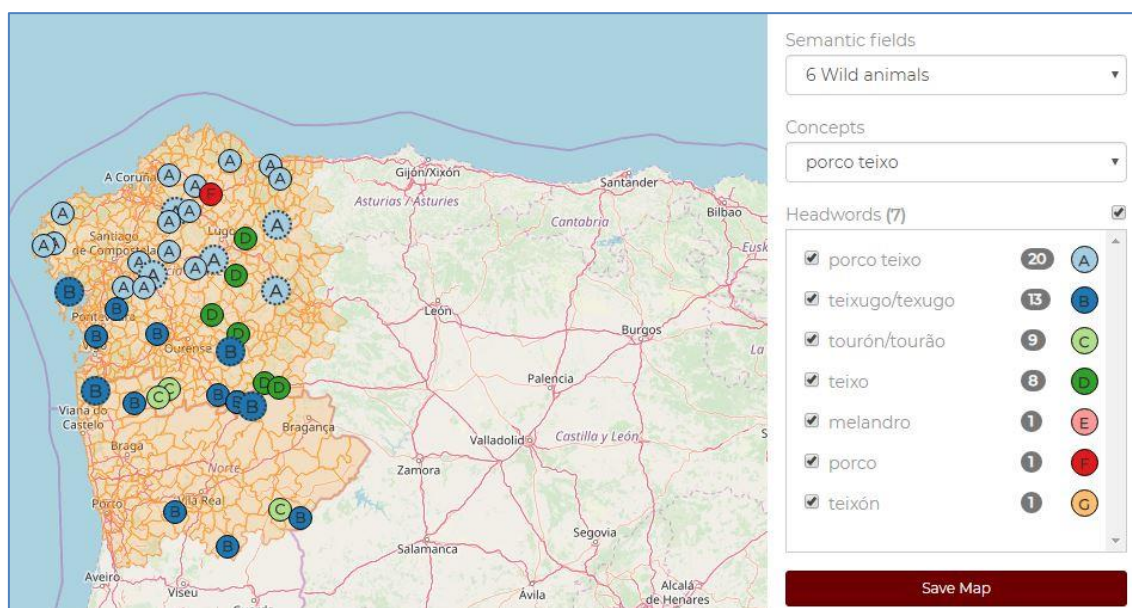 Semantic fields
6 Wild animals
Concepts
porco teixo
Headwords (7)
porco teixo 20 A
teixugo/texugo 13 B
tourón/tourão 9 C
teixo 8 D
melandro 1 E
porco 1 F
teixón 1 G
Save Map
A Coruña
Gijón/Xixón
Santander
Bilbao
Asturias / Asturies
Cantabria
Santiago
de Compostela
Lugo
León
Burgos
Pontevedra
Vigo
Ourense
La
Palencia
Viana do
Castelo
Braga
Bragança
Valladolid
Castilla y León
Zamora
Norte
Porto
Vila Real
Segovia
Salamanca
Aveiro
Viseu
Ávila
Alcalá
de Henares